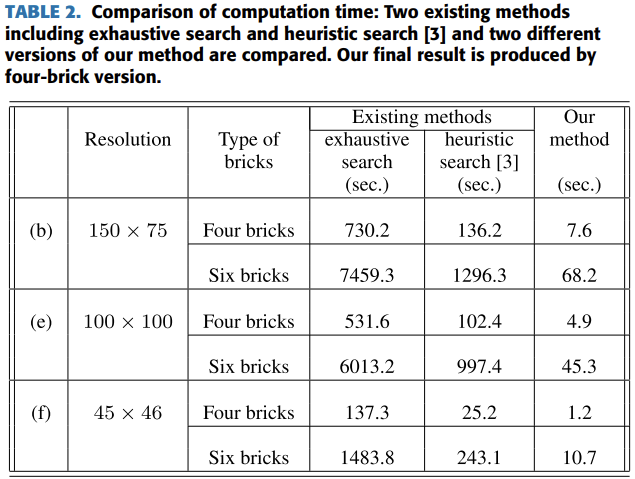 TABLE 2. Comparison of computation time: Two existing methods
including exhaustive search and heuristic search [3] and two different
versions of our method are compared. Our final result is produced by
four-brick version.
Existing methods Our
Resolution Type of exhaustive heuristic method
bricks search search [3]
(sec.) (sec.) (sec.)
(b) 150 × 75 Four bricks 730.2 136.2 7.6
Six bricks 7459.3 1296.3 68.2
(e) 100 × 100 Four bricks 531.6 102.4 4.9
Six bricks 6013.2 997.4 45.3
(f) 45 × 46 Four bricks 137.3 25.2 1.2
Six bricks 1483.8 243.1 10.7